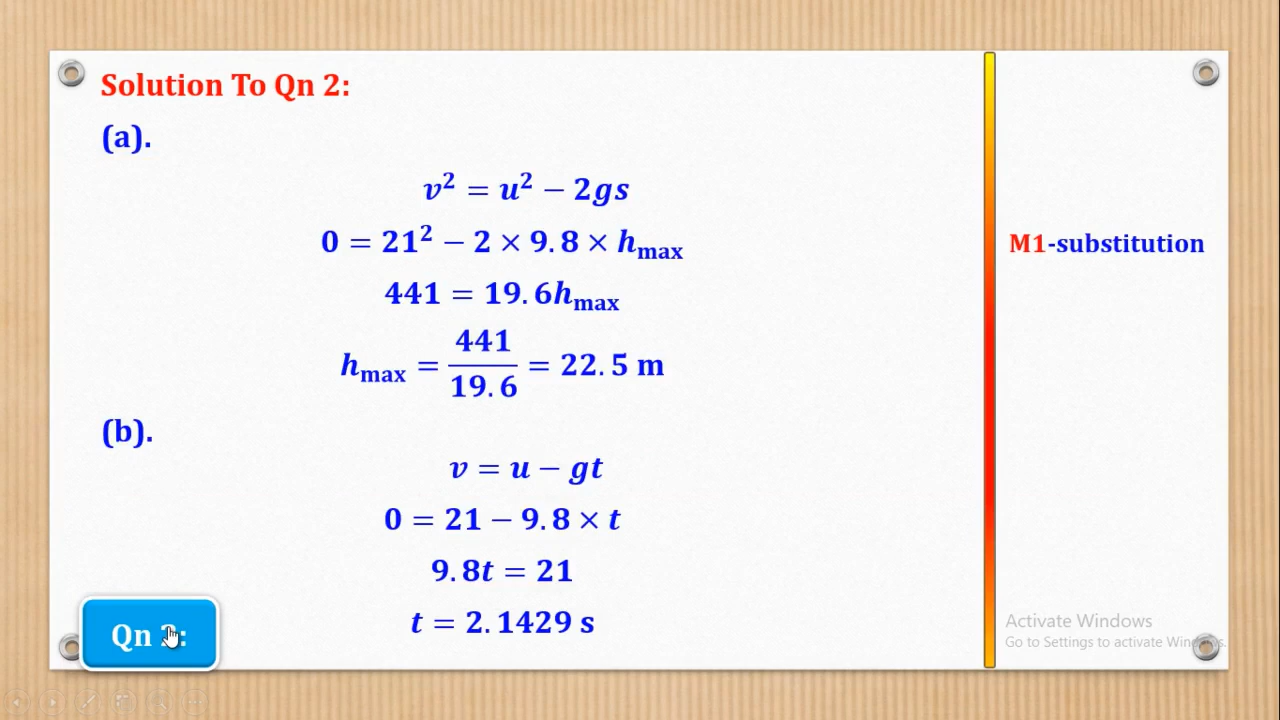 Solution To Qn 2:
(a).
v² = u² − 2gs
0 = 21² − 2 × 9.8 × hₘₐₓ
M1-substitution
441 = 19.6hₘₐₓ
hₘₐₓ = 441/19.6 = 22.5 m
(b).
v = u − gt
0 = 21 − 9.8 × t
9.8t = 21
t = 2.1429 s
Qn 2:
Activate Windows
Go to Settings to activate Windows.